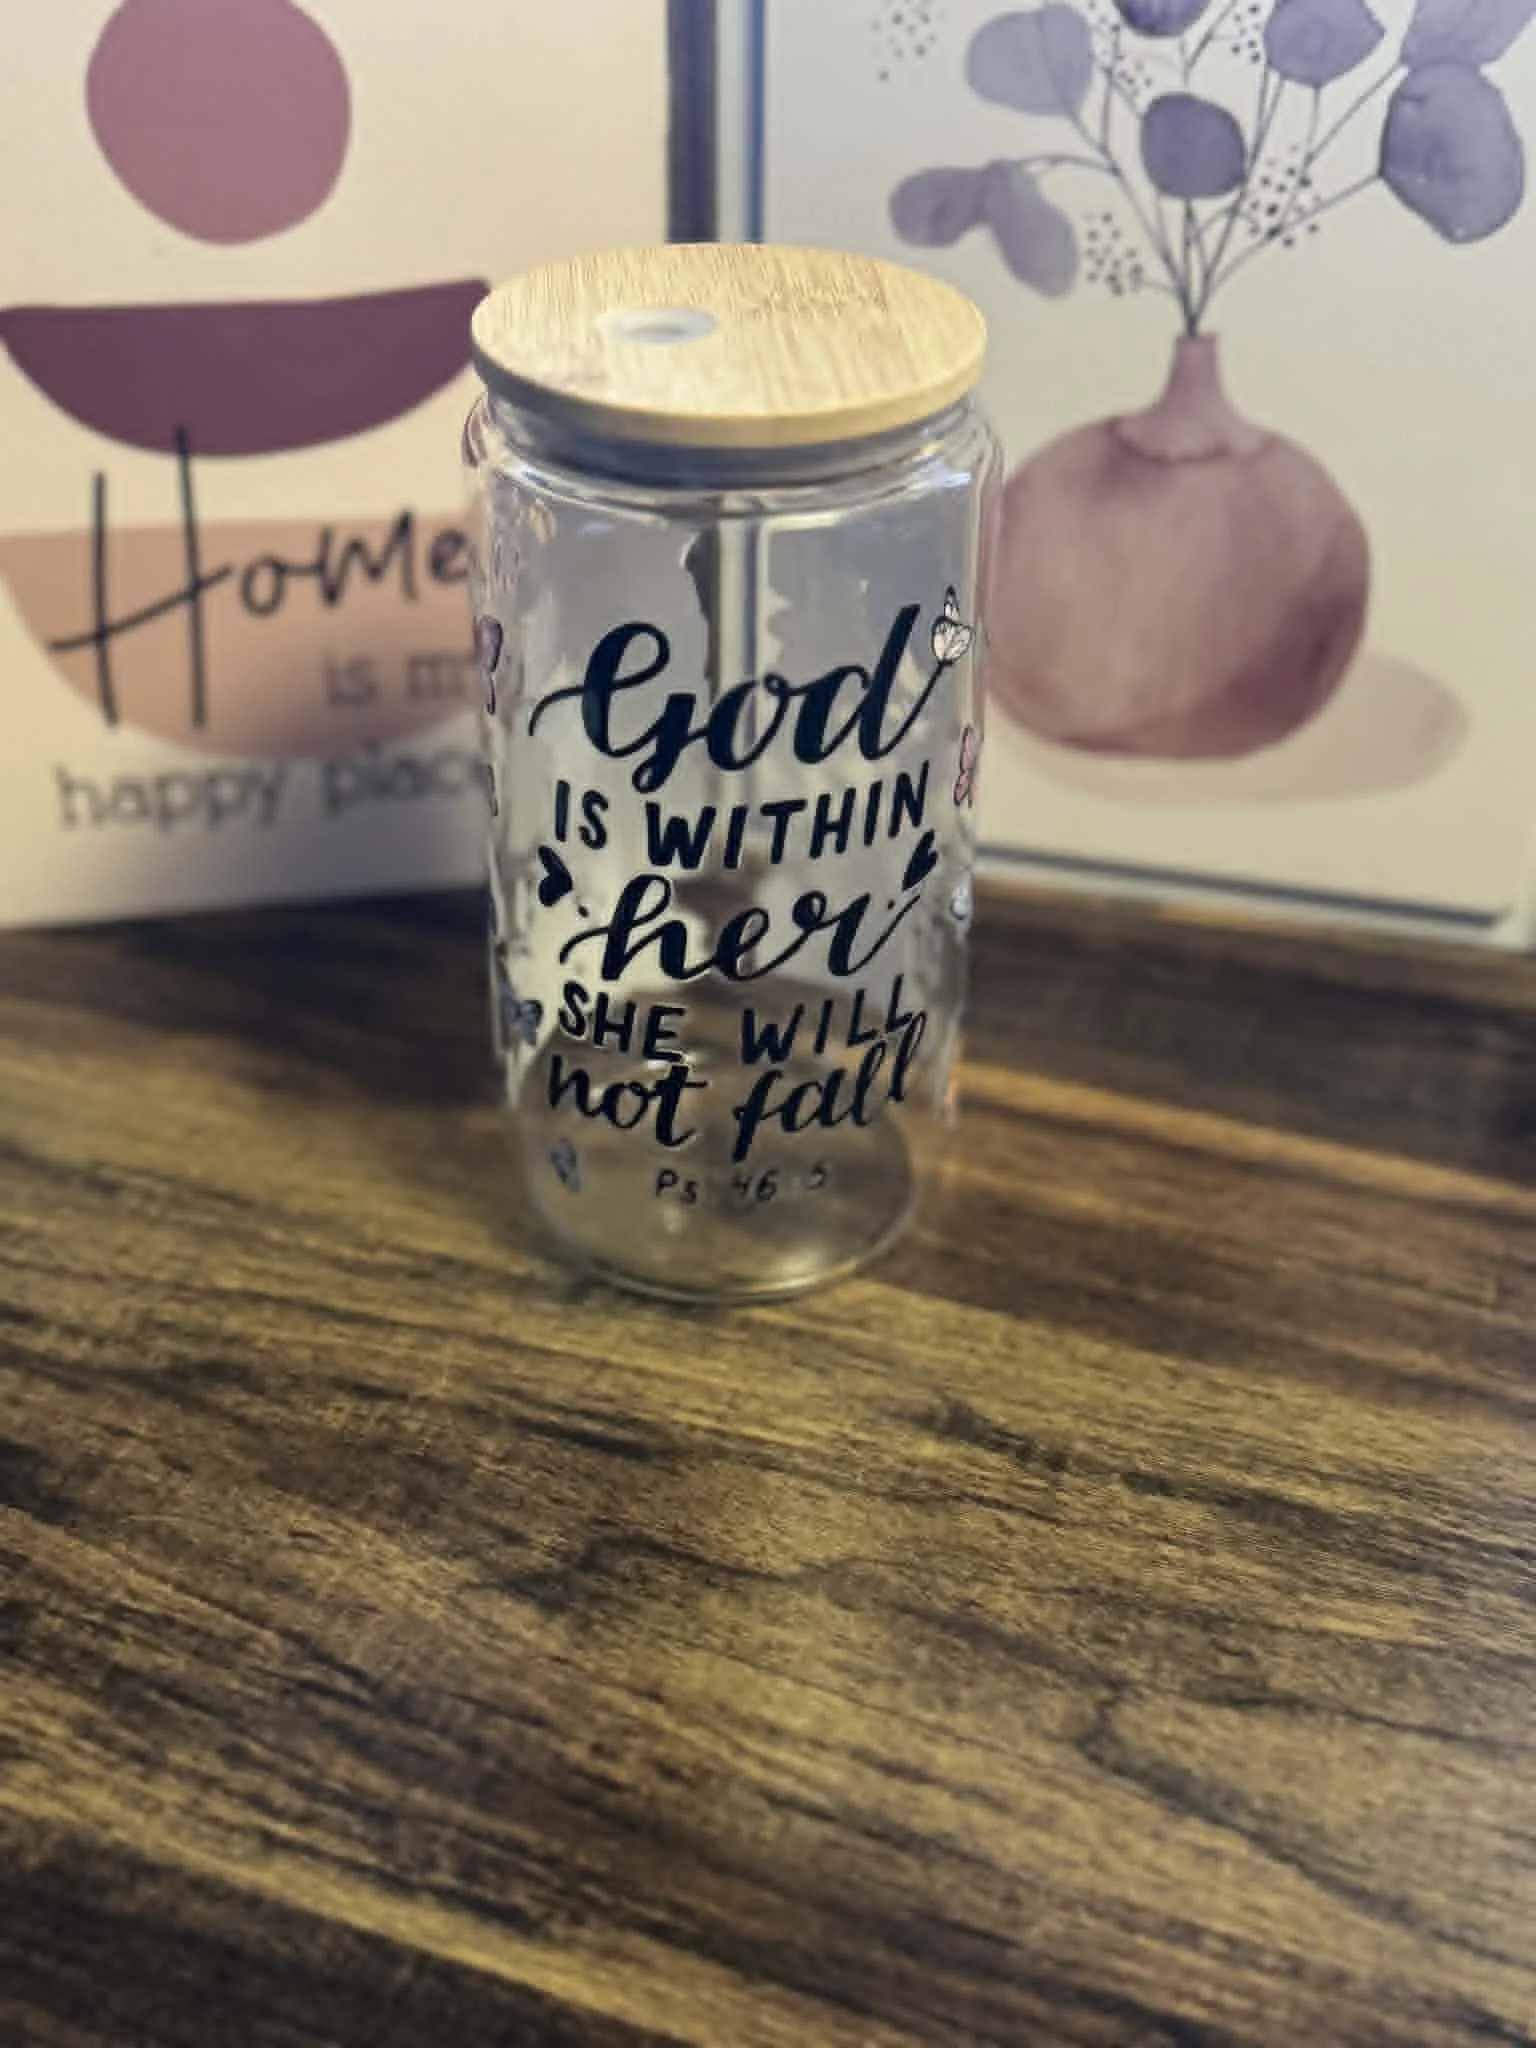 Home
is my
happy place
God
IS WITHIN
her
SHE WILL
not fall
Ps 46:5